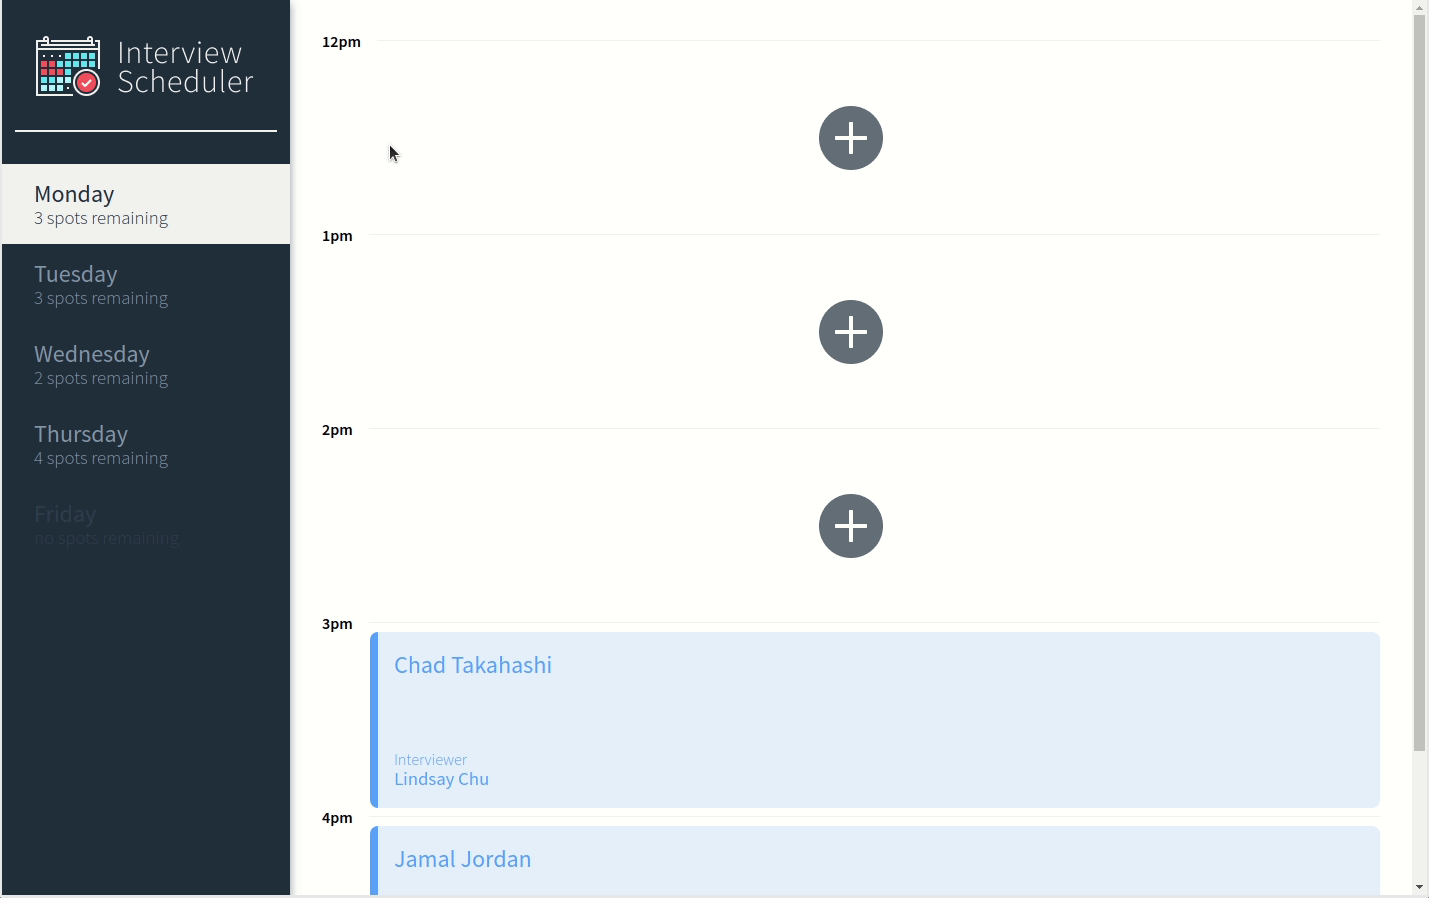 Interview
Scheduler
Monday
3 spots remaining
Tuesday
3 spots remaining
Wednesday
2 spots remaining
Thursday
4 spots remaining
Friday
no spots remaining
12pm
1pm
2pm
3pm
Chad Takahashi
Interviewer
Lindsay Chu
4pm
Jamal Jordan